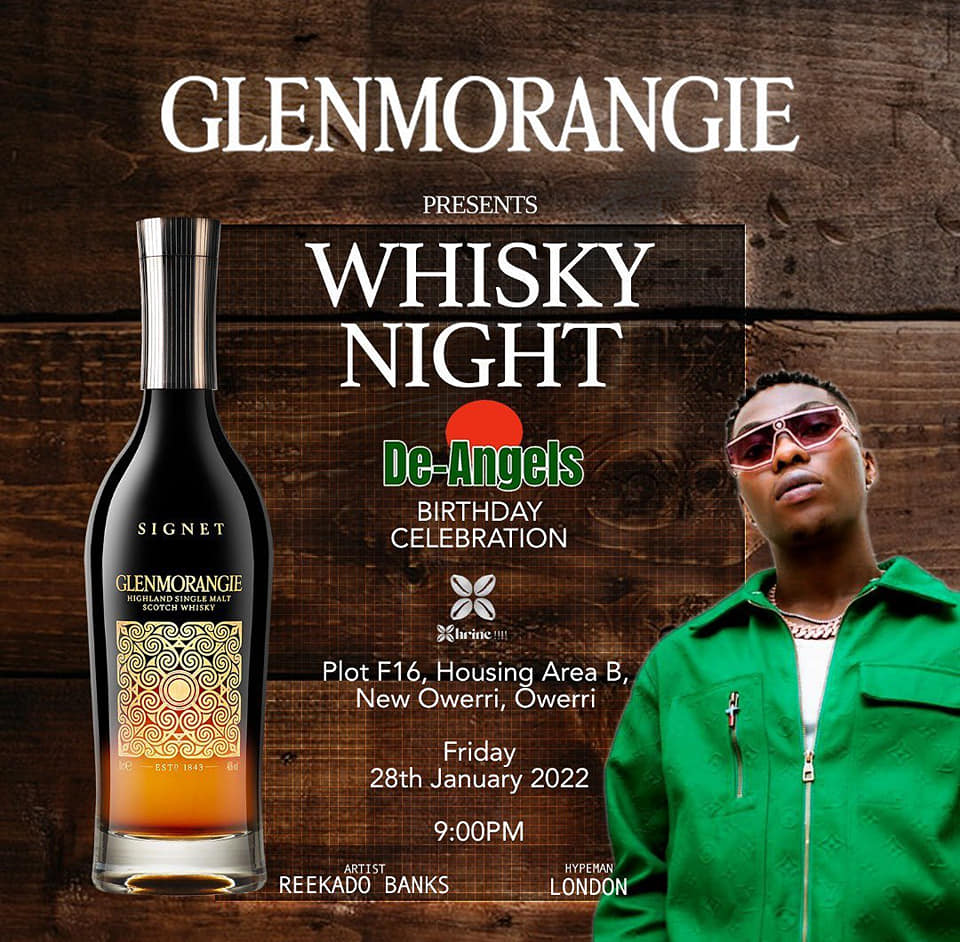 GLENMORANGIE
PRESENTS
WHISKY
NIGHT
De-Angels
BIRTHDAY
CELEBRATION
SIGNET
GLENMORANGIE
HIGHLAND SINGLE MALT
SCOTCH WHISKY
ESTD 1843
hrine !!!!
Plot F16, Housing Area B,
New Owerri, Owerri
Friday
28th January 2022
9:00PM
ARTIST
REEKADO BANKS
HYPEMAN
LONDON